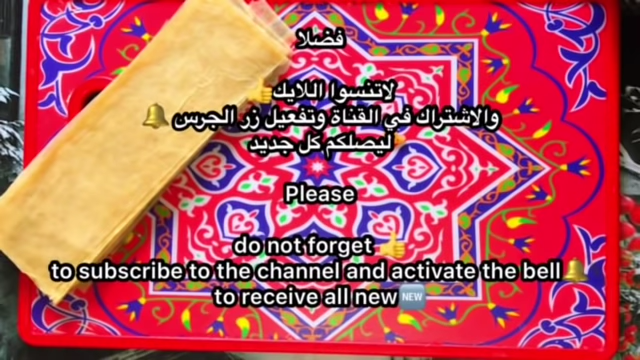 فضلا
لاتنسوا اللايك👍
والاشتراك في القناة وتفعيل زر الجرس 🔔
ليصلكم كل جديد
Please
do not forget 👍
to subscribe to the channel and activate the bell🔔
to receive all new🆕